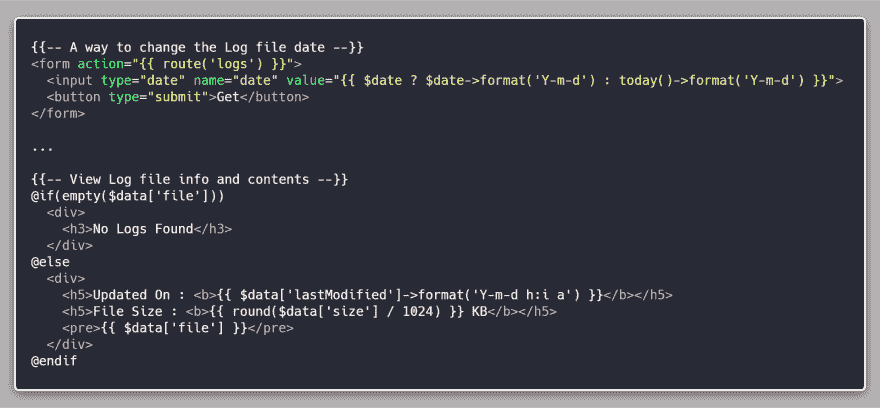 {{-- A way to change the Log file date --}}
<form action="{{ route('logs') }}">
  <input type="date" name="date" value="{{ $date ? $date->format('Y-m-d') : today()->format('Y-m-d') }}">
  <button type="submit">Get</button>
</form>

...

{{-- View Log file info and contents --}}
@if(empty($data['file']))
  <div>
    <h3>No Logs Found</h3>
  </div>
@else
  <div>
    <h5>Updated On : <b>{{ $data['lastModified']->format('Y-m-d h:i a') }}</b></h5>
    <h5>File Size : <b>{{ round($data['size'] / 1024) }} KB</b></h5>
    <pre>{{ $data['file'] }}</pre>
  </div>
@endif